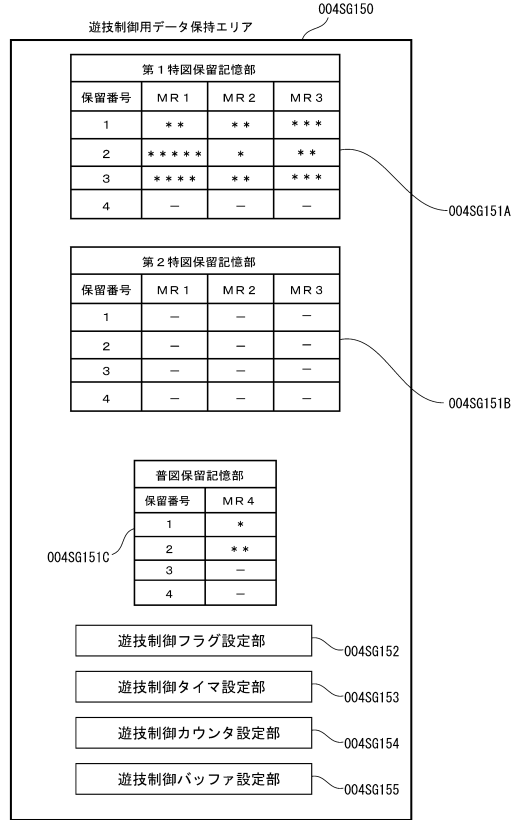 004SG150
遊技制御用データ保持エリア
第1特図保留記憶部
保留番号 MR1 MR2 MR3
1 ** ** ***
2 ***** * **
3 **** ** ***
4 − − −
004SG151A
第2特図保留記憶部
保留番号 MR1 MR2 MR3
1 − − −
2 − − −
3 − − −
4 − − −
004SG151B
普図保留記憶部
保留番号 MR4
1 *
2 **
3 −
4 −
004SG151C
遊技制御フラグ設定部
004SG152
遊技制御タイマ設定部
004SG153
遊技制御カウンタ設定部
004SG154
遊技制御バッファ設定部
004SG155